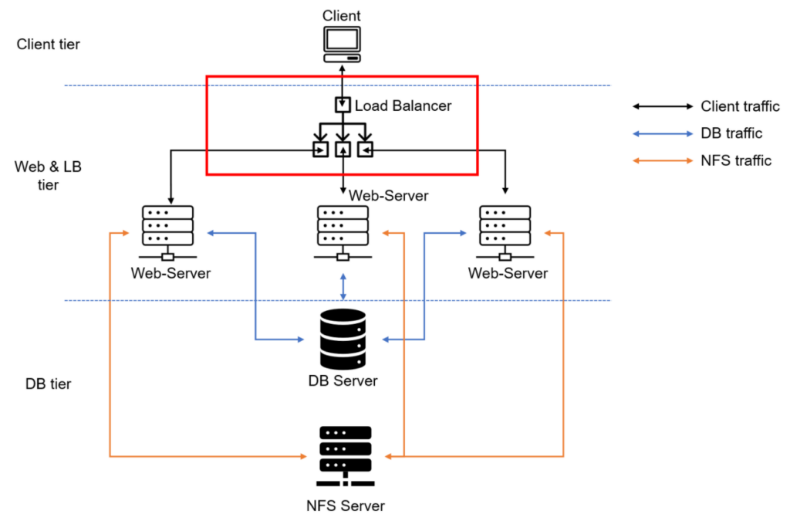 Client
Client tier
Load Balancer
Client traffic
DB traffic
NFS traffic
Web & LB
tier
Web-Server
Web-Server
Web-Server
DB Server
DB tier
NFS Server